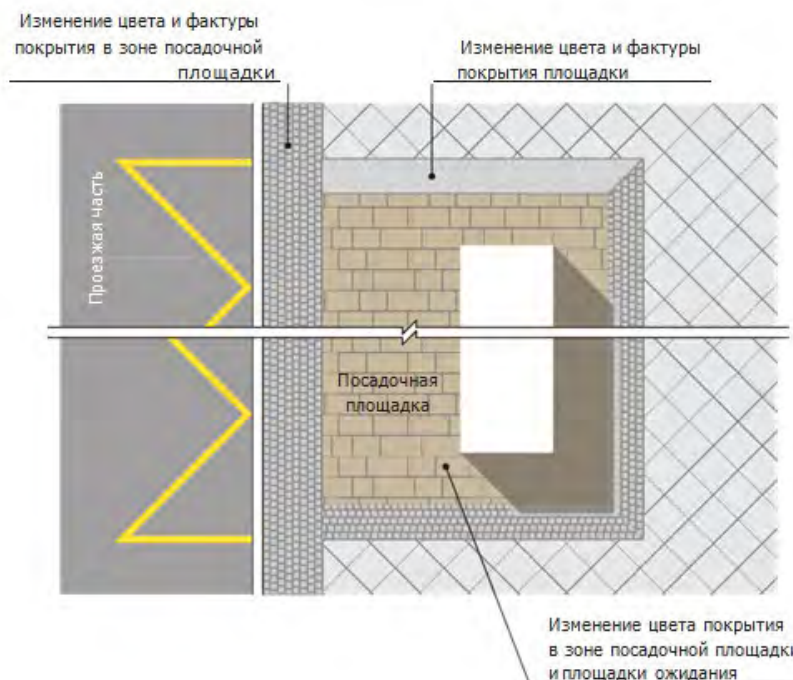 Изменение цвета и фактуры
покрытия в зоне посадочной
площадки
Изменение цвета и фактуры
покрытия площадки
Проезжая часть
Посадочная
площадка
Изменение цвета покрытия
в зоне посадочной площадки
и площадки ожидания